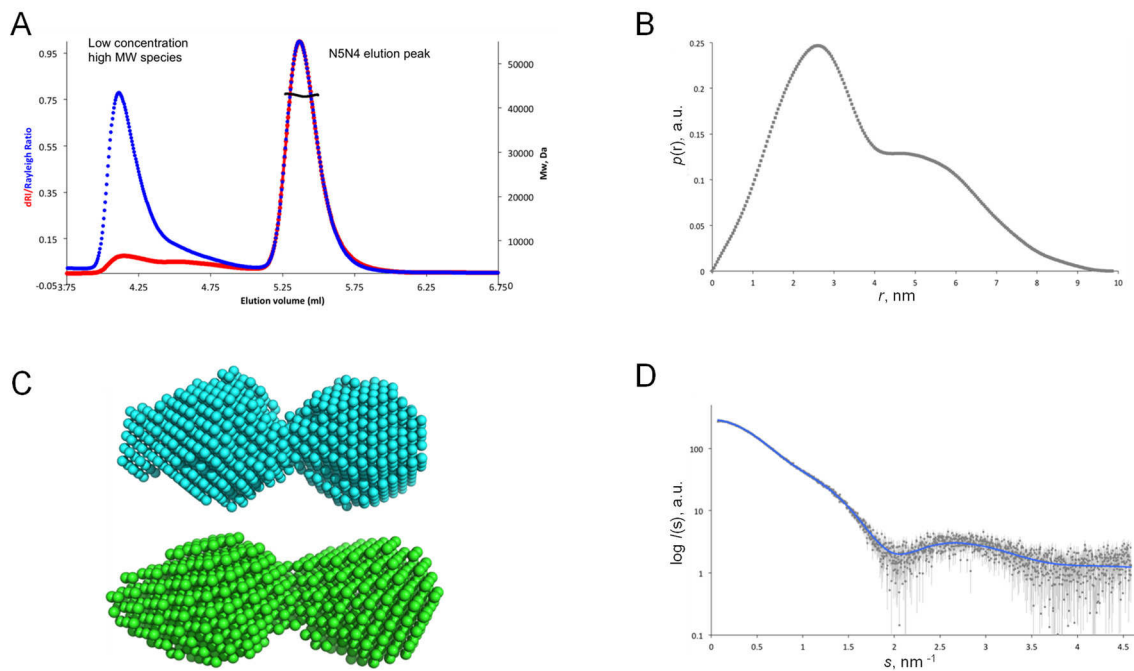 A
Low concentration
high MW species
N5N4 elution peak
0.95
0.75
0.55
0.35
0.15
-0.05
dRI/Rayleigh Ratio
50000
40000
30000
20000
10000
0
Mw, Da
3.75 4.25 4.75 5.25 5.75 6.25 6.75
Elution volume (ml)
B
0.25
0.2
0.15
0.1
0.05
0
p(r), a.u.
0 1 2 3 4 5 6 7 8 9 10
r, nm
C
D
100
10
1
0.1
log I(s), a.u.
0 0.5 1 1.5 2 2.5 3 3.5 4 4.5
s, nm -1